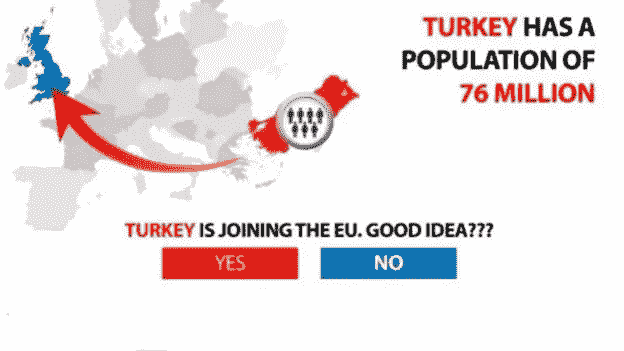 TURKEY HAS A
POPULATION OF
76 MILLION
TURKEY IS JOINING THE EU. GOOD IDEA???
YES
NO